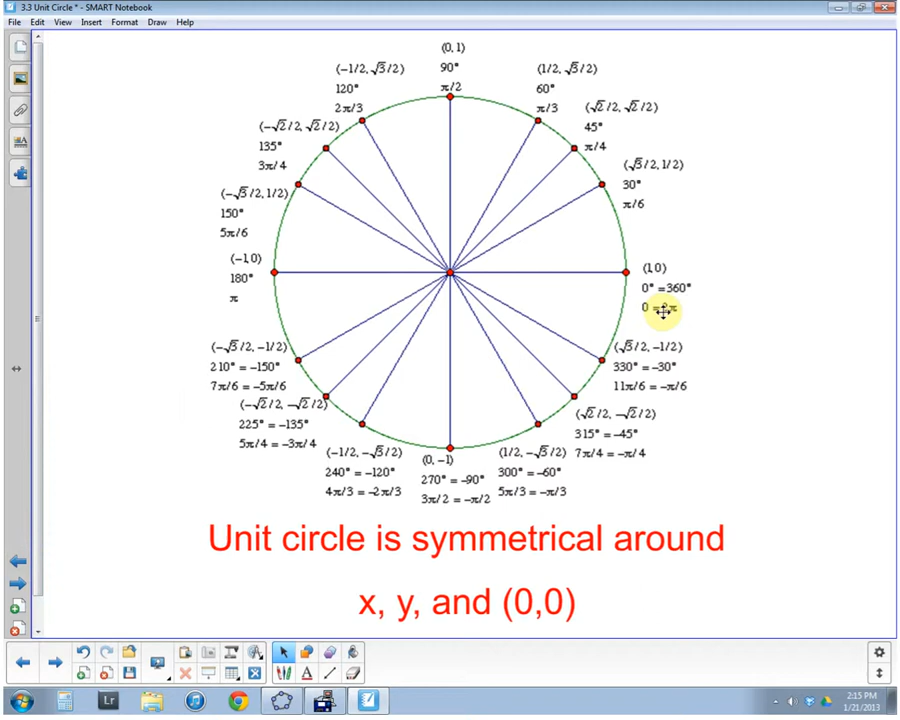 3.3 Unit Circle * - SMART Notebook
File Edit View Insert Format Draw Help
(0, 1)
90°
π/2
(−1/2, √3/2)
120°
2π/3
(1/2, √3/2)
60°
π/3
(−√2/2, √2/2)
135°
3π/4
(√2/2, √2/2)
45°
π/4
(−√3/2, 1/2)
150°
5π/6
(√3/2, 1/2)
30°
π/6
(−1,0)
180°
π
(1,0)
0° =360°
0 =2π
(−√3/2, −1/2)
210° = −150°
7π/6 = −5π/6
(√3/2, −1/2)
330° = −30°
11π/6 = −π/6
(−√2/2, −√2/2)
225° = −135°
5π/4 = −3π/4
(√2/2, −√2/2)
315° = −45°
7π/4 = −π/4
(−1/2, −√3/2)
240° = −120°
4π/3 = −2π/3
(0, −1)
270° = −90°
3π/2 = −π/2
(1/2, −√3/2)
300° = −60°
5π/3 = −π/3
Unit circle is symmetrical around
x, y, and (0,0)
A
Lr
2:15 PM
1/21/2013